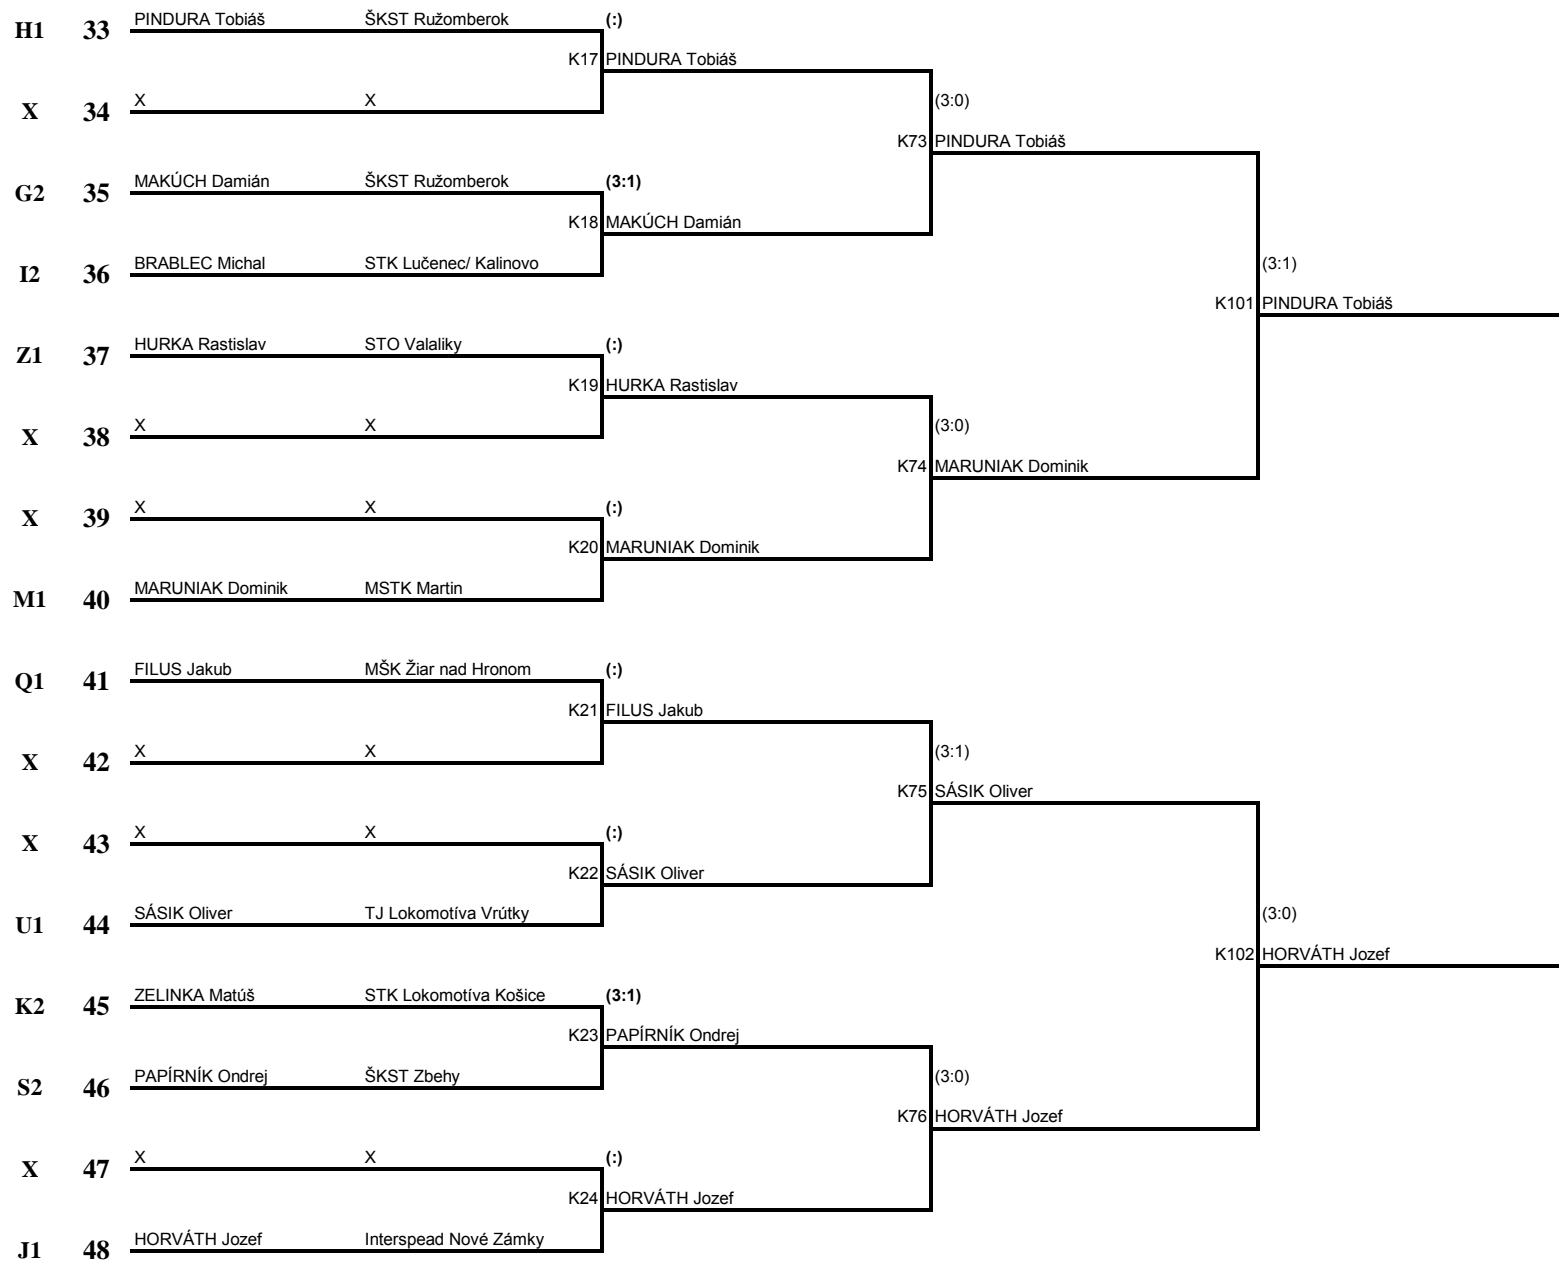 H1 33 PINDURA Tobiáš ŠKST Ružomberok (:)
K17 PINDURA Tobiáš
X 34 X X (3:0)
K73 PINDURA Tobiáš
G2 35 MAKÚCH Damián ŠKST Ružomberok (3:1)
K18 MAKÚCH Damián
I2 36 BRABLEC Michal STK Lučenec/ Kalinovo (3:1)
K101 PINDURA Tobiáš
Z1 37 HURKA Rastislav STO Valaliky (:)
K19 HURKA Rastislav
X 38 X X (3:0)
K74 MARUNIAK Dominik
X 39 X X (:)
K20 MARUNIAK Dominik
M1 40 MARUNIAK Dominik MSTK Martin
Q1 41 FILUS Jakub MŠK Žiar nad Hronom (:)
K21 FILUS Jakub
X 42 X X (3:1)
K75 SÁSIK Oliver
X 43 X X (:)
K22 SÁSIK Oliver
U1 44 SÁSIK Oliver TJ Lokomotíva Vrútky (3:0)
K102 HORVÁTH Jozef
K2 45 ZELINKA Matúš STK Lokomotíva Košice (3:1)
K23 PAPÍRNÍK Ondrej
S2 46 PAPÍRNÍK Ondrej ŠKST Zbehy (3:0)
K76 HORVÁTH Jozef
X 47 X X (:)
K24 HORVÁTH Jozef
J1 48 HORVÁTH Jozef Interspead Nové Zámky